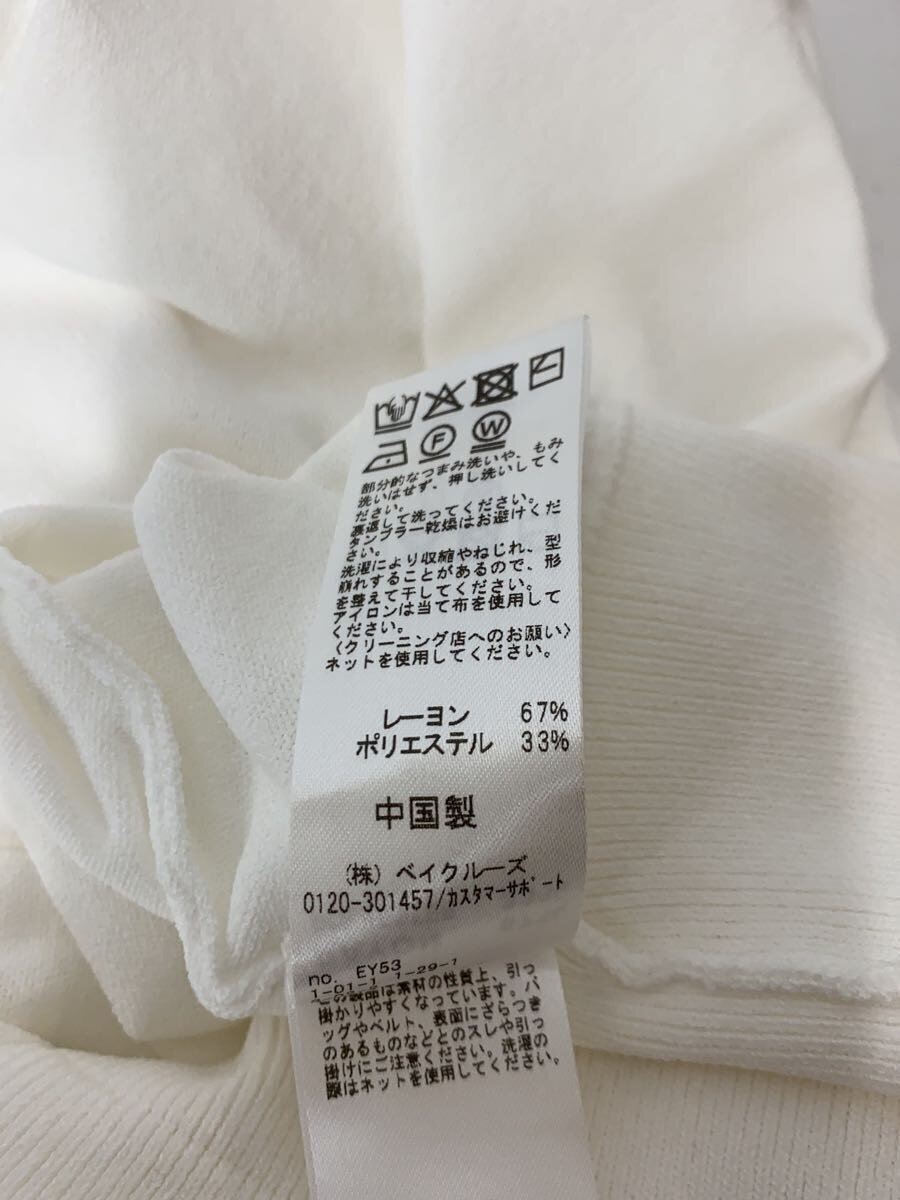 F
W
部分的なつまみ洗いや、もみ
洗いはせず、押し洗いしてく
ださい。
裏返して洗ってください。
タンブラー乾燥はお避けくだ
さい。
洗濯により収縮やねじれ、型
崩れすることがあるので、形
を整えて干してください。
アイロンは当て布を使用して
ください。
〈クリーニング店へのお願い〉
ネットを使用してください。
レーヨン 67%
ポリエステル 33%
中国製
(株) ベイクルーズ
0120-301457/カスタマーサポート
no. EY53
1-01-1 1-29-1
この製品は素材の性質上、引っ
掛かりやすくなっています。バ
ッグやベルト、表面にざらつき
のあるものなどとのスレや引っ
掛けにご注意ください。洗濯の
際はネットを使用してください。